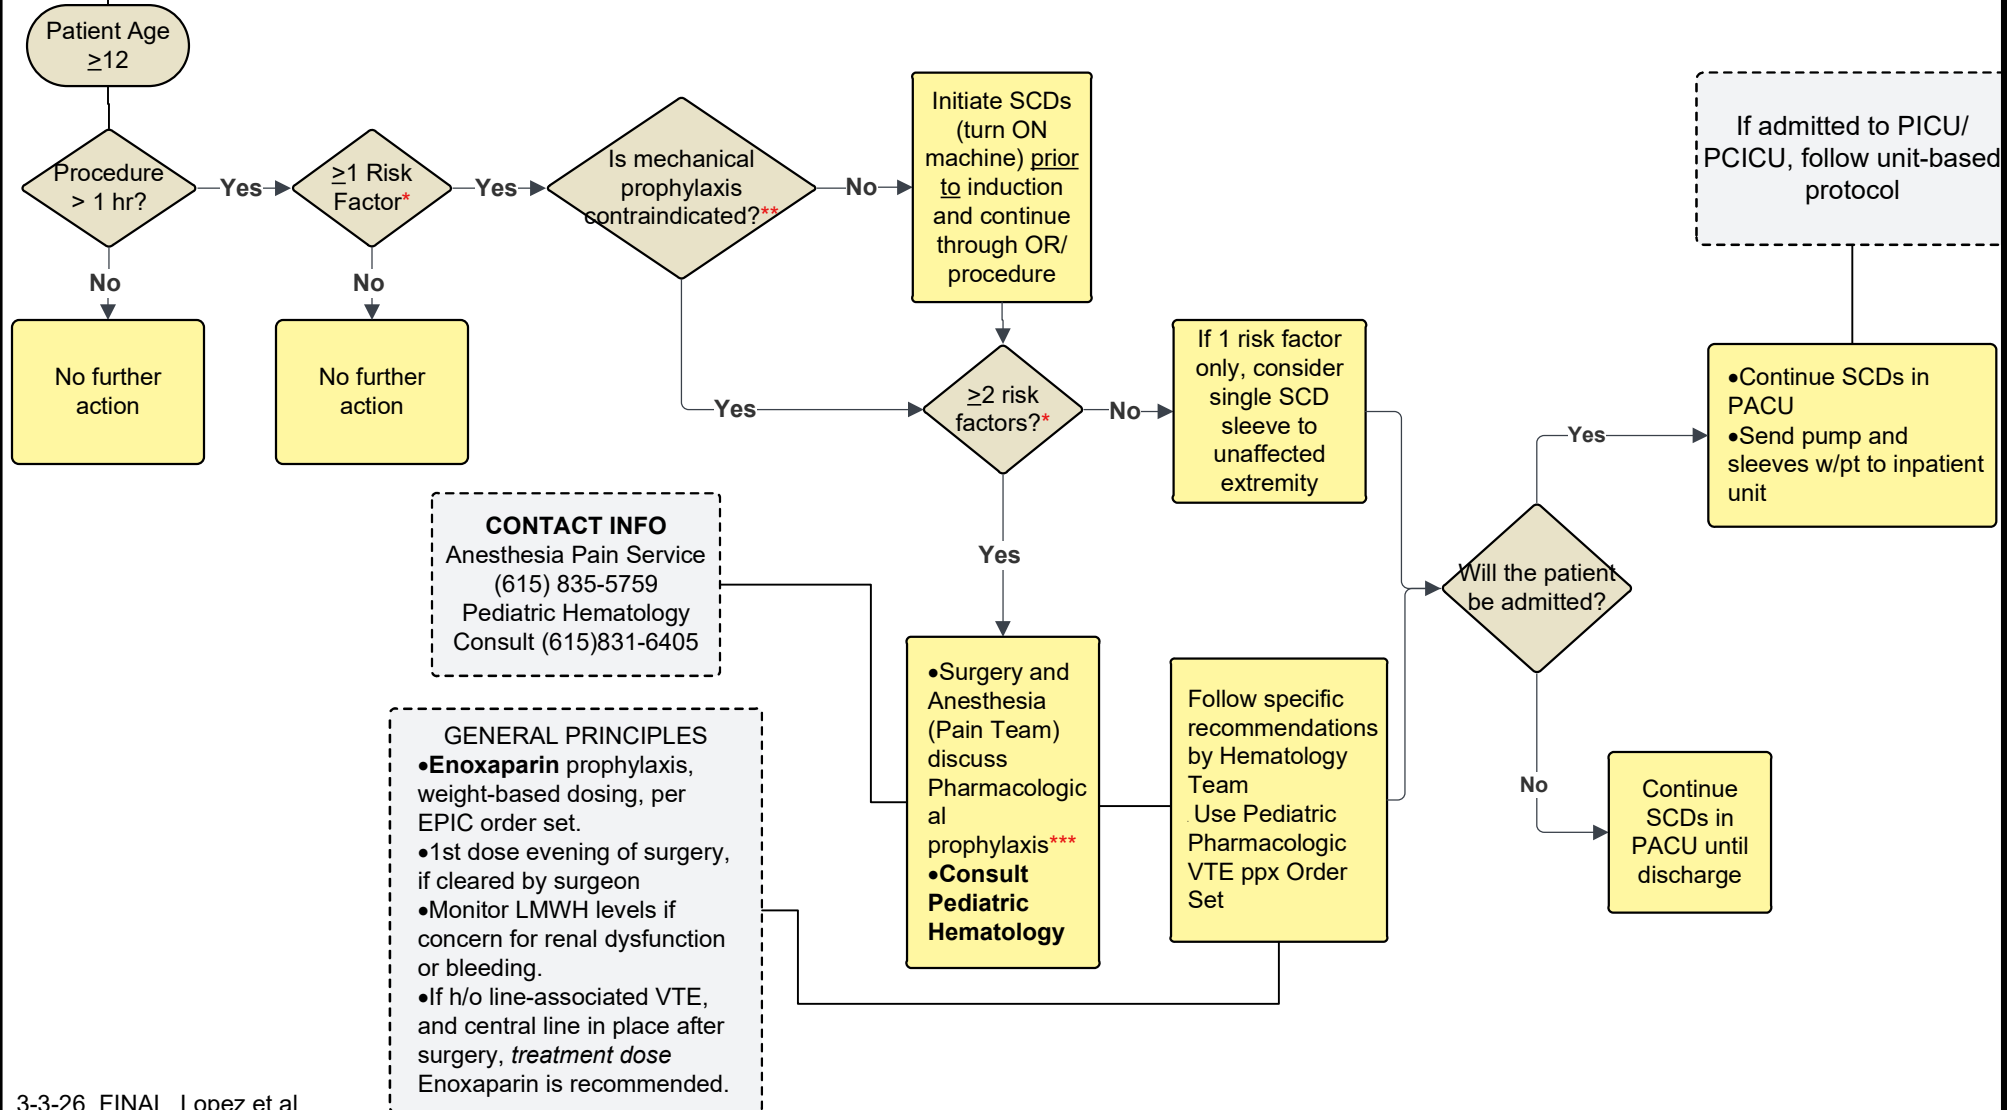 Patient Age
≥12
Procedure
> 1 hr?
Yes
≥1 Risk
Factor*
Yes
Is mechanical
prophylaxis
contraindicated?**
No
Initiate SCDs
(turn ON
machine) prior
to induction
and continue
through OR/
procedure
If admitted to PICU/
PCICU, follow unit-based
protocol
No
No further
action
No
No further
action
Yes
≥2 risk
factors?*
No
If 1 risk factor
only, consider
single SCD
sleeve to
unaffected
extremity
Yes
•Continue SCDs in
PACU
•Send pump and
sleeves w/pt to inpatient
unit
CONTACT INFO
Anesthesia Pain Service
(615) 835-5759
Pediatric Hematology
Consult (615)831-6405
Yes
Will the patient
be admitted?
•Surgery and
Anesthesia
(Pain Team)
discuss
Pharmacologic
al
prophylaxis***
•Consult
Pediatric
Hematology
Follow specific
recommendations
by Hematology
Team
. Use Pediatric
Pharmacologic
VTE ppx Order
Set
No
Continue
SCDs in
PACU until
discharge
GENERAL PRINCIPLES
•Enoxaparin prophylaxis,
weight-based dosing, per
EPIC order set.
•1st dose evening of surgery,
if cleared by surgeon
•Monitor LMWH levels if
concern for renal dysfunction
or bleeding.
•If h/o line-associated VTE,
and central line in place after
surgery, treatment dose
Enoxaparin is recommended.
3-3-26 FINAL Lopez et al